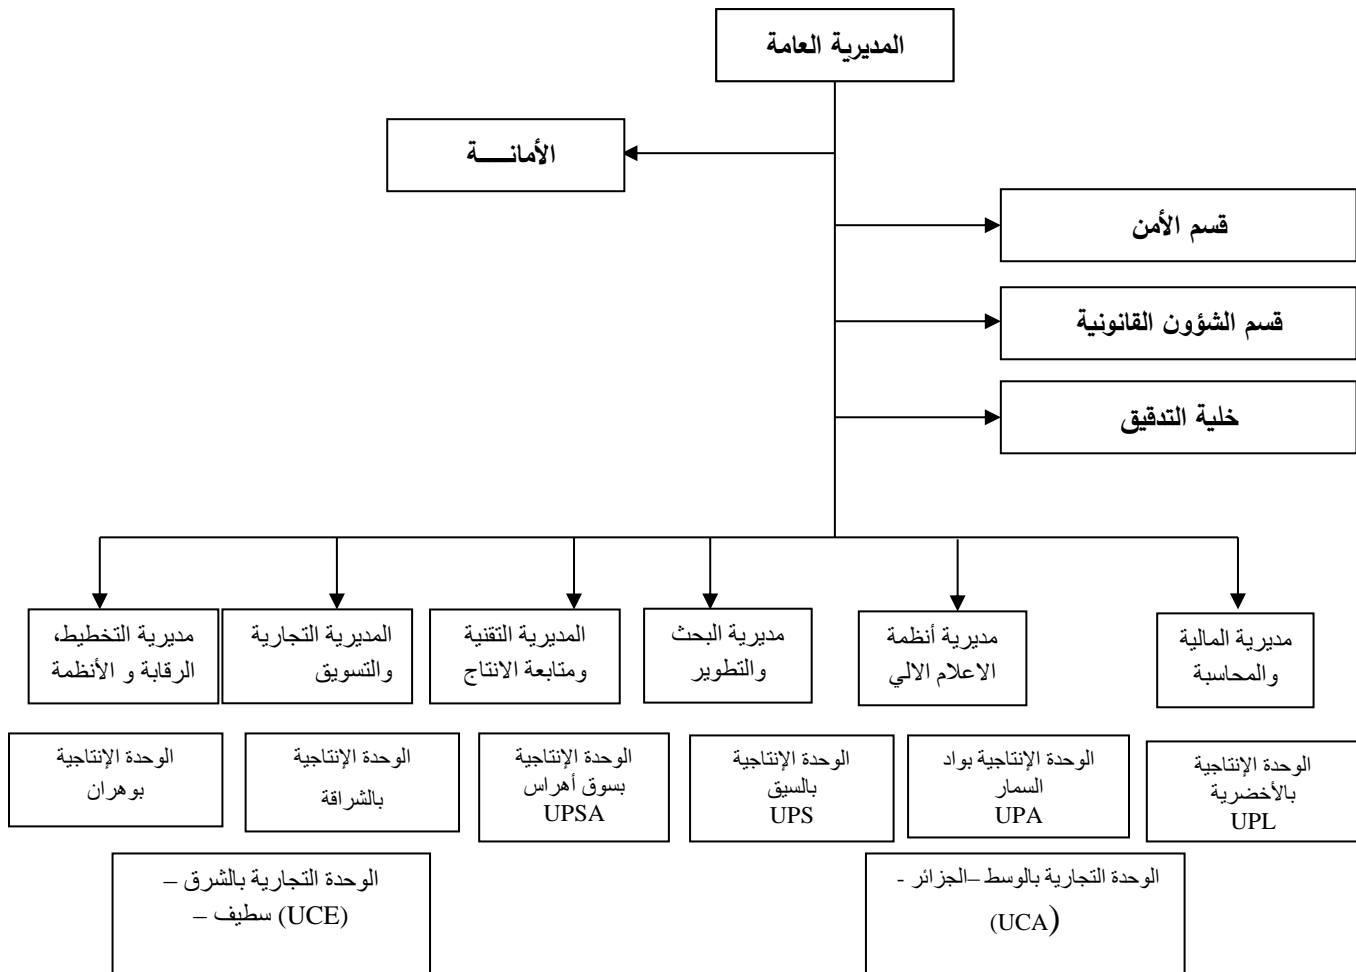 المديرية العامة
الأمانـــــة
قسم الأمن
قسم الشؤون القانونية
خلية التدقيق
مديرية المالية
والمحاسبة
مديرية أنظمة
الاعلام الالي
مديرية البحث
والتطوير
المديرية التقنية
ومتابعة الانتاج
المديرية التجارية
والتسويق
مديرية التخطيط،
الرقابة و الأنظمة
الوحدة الإنتاجية
بالأخضرية
UPL
الوحدة الإنتاجية بواد
السمار
UPA
الوحدة الإنتاجية
بالسيق
UPS
الوحدة الإنتاجية
بسوق أهراس
UPSA
الوحدة الإنتاجية
بالشراقة
الوحدة الإنتاجية
بوهران
الوحدة التجارية بالوسط –الجزائر -
(UCA)
الوحدة التجارية بالشرق –
سطيف – (UCE)